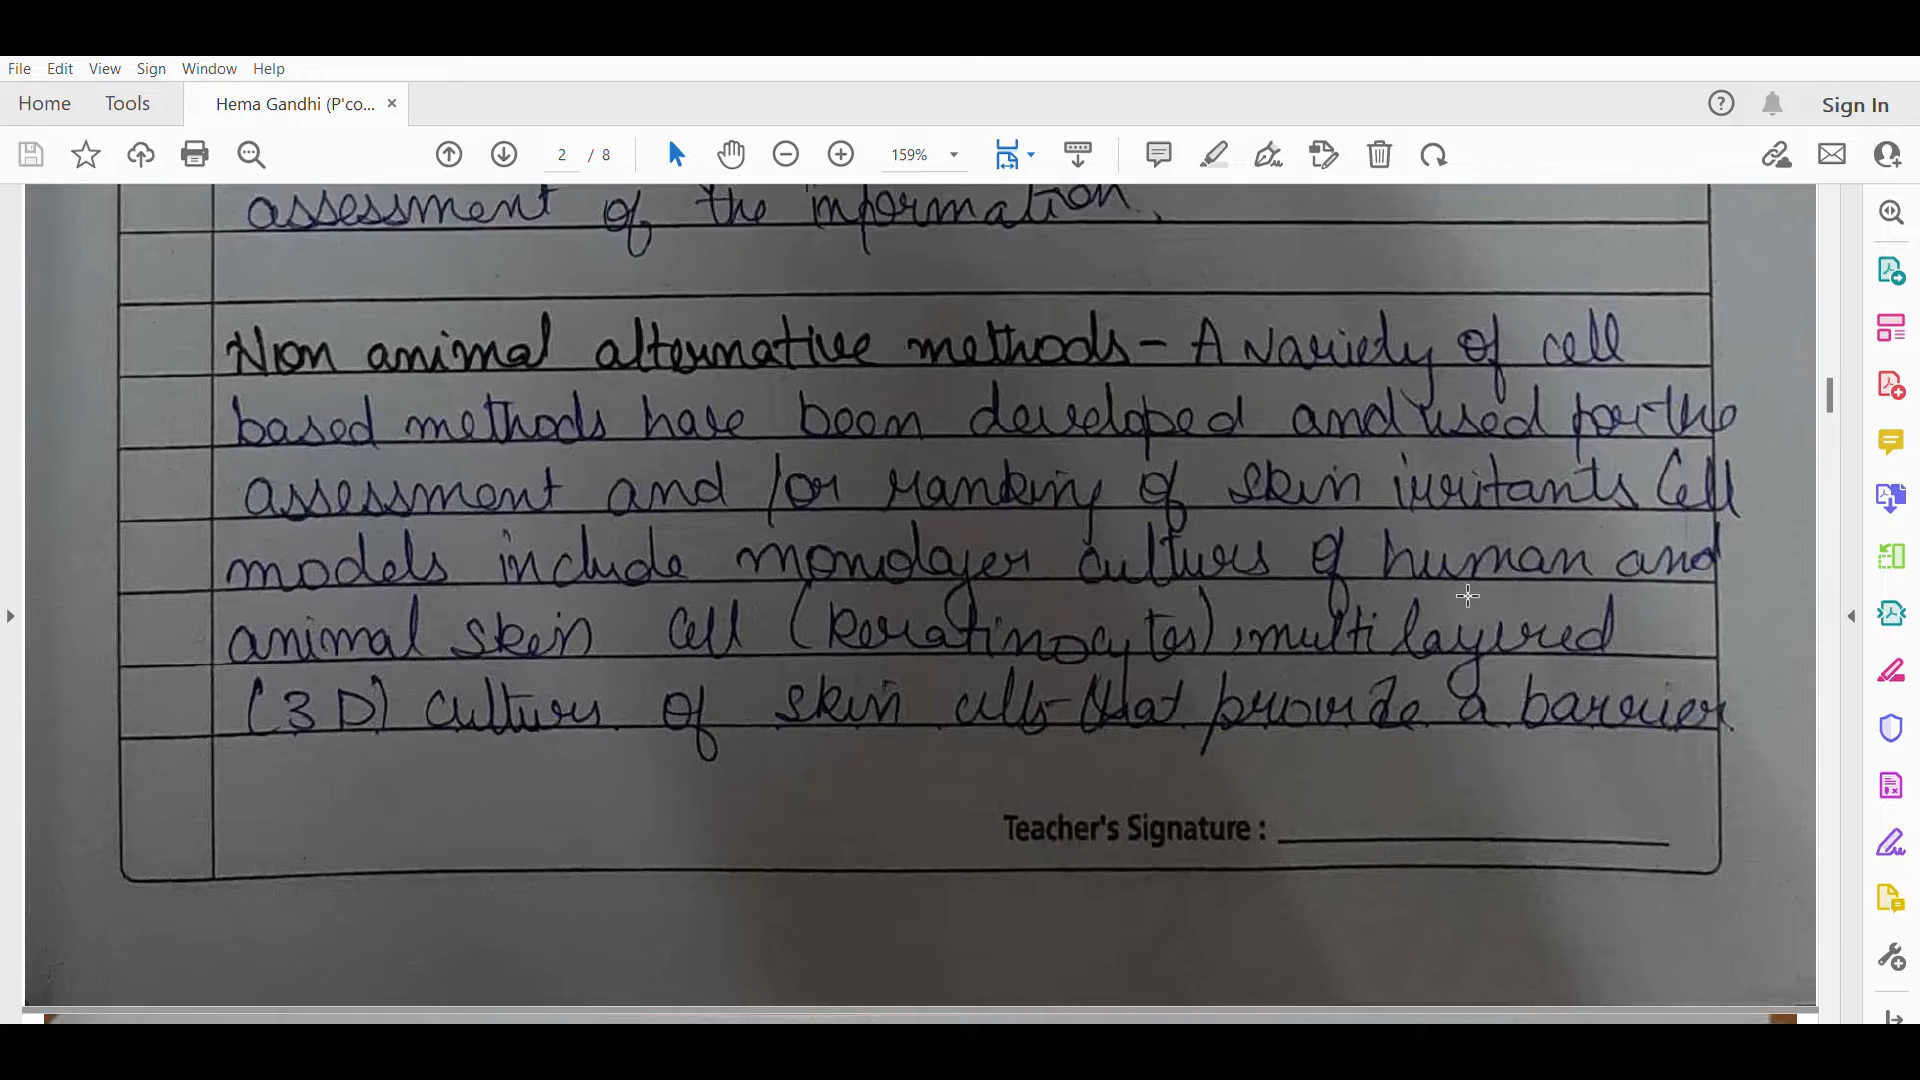 File Edit View Sign Window Help
Home Tools Hema Gandhi (P'co... × Sign In
2 / 8 159%
assessment of the information.
Non animal alternative methods - A variety of cell
based methods have been developed and used for the
assessment and /or ranking of skin irritants Cell
models include monolayer cultures of human and
animal skin cell (keratinocytes), multilayered
(3D) cultures of skin cells that provide a barrier
Teacher's Signature :